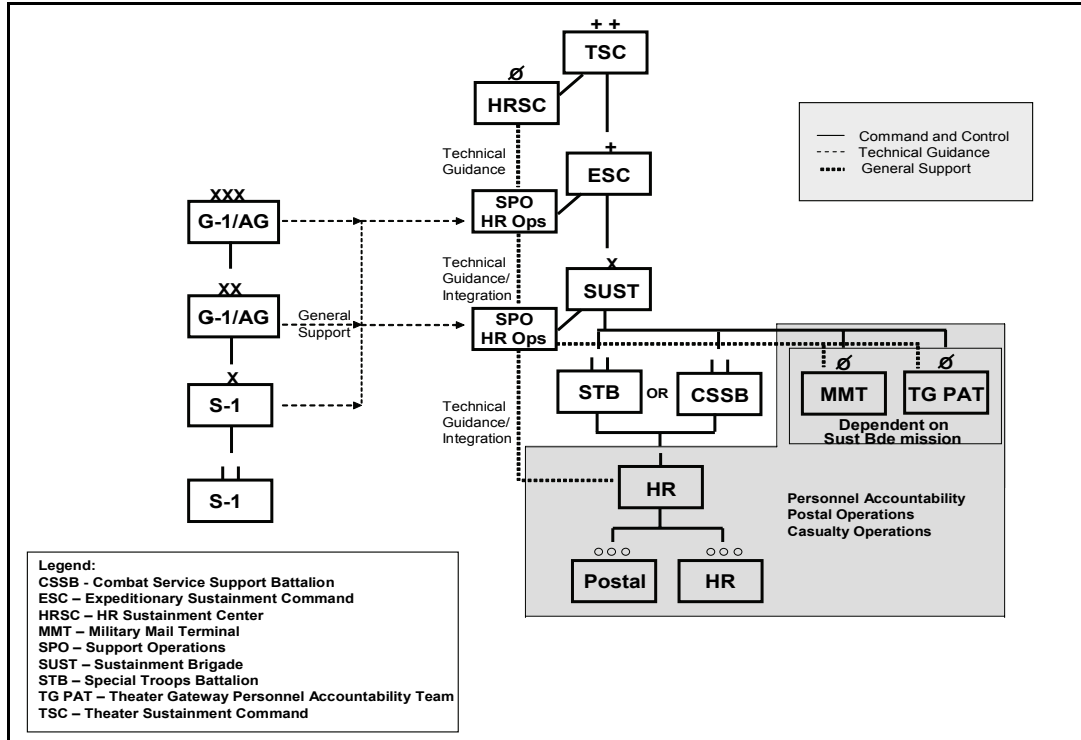 + +
TSC
Ø
HRSC
Command and Control
Technical Guidance
General Support
Technical
Guidance
+
ESC
XXX
G-1/AG
SPO
HR Ops
Technical
Guidance/
Integration
X
SUST
XX
G-1/AG
General
Support
SPO
HR Ops
Ø
Ø
X
S-1
STB
OR
CSSB
MMT
TG PAT
Dependent on
Sust Bde mission
Technical
Guidance/
Integration
S-1
HR
Personnel Accountability
Postal Operations
Casualty Operations
Postal
HR
Legend:
CSSB - Combat Service Support Battalion
ESC – Expeditionary Sustainment Command
HRSC – HR Sustainment Center
MMT – Military Mail Terminal
SPO – Support Operations
SUST – Sustainment Brigade
STB – Special Troops Battalion
TG PAT – Theater Gateway Personnel Accountability Team
TSC – Theater Sustainment Command